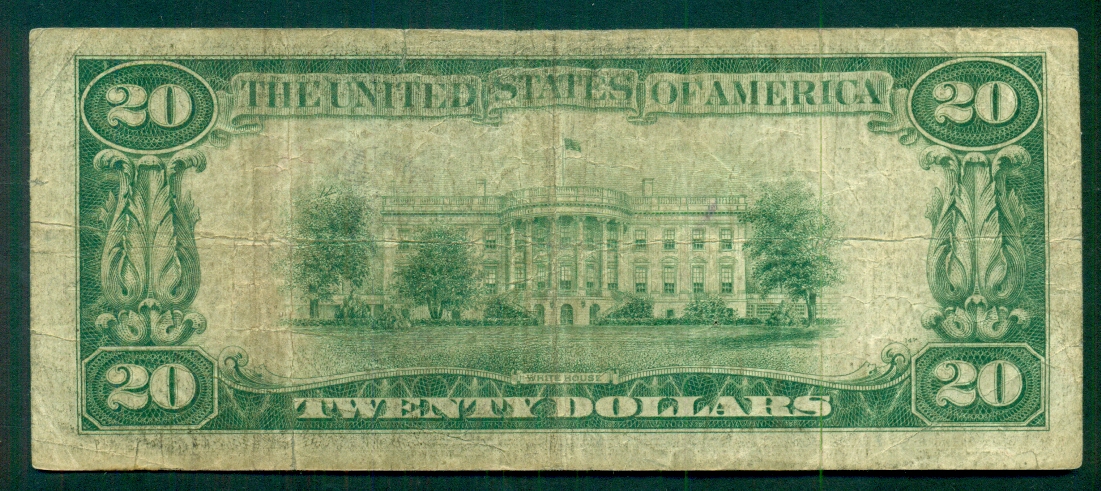 20 THE UNITED STATES OF AMERICA 20
WHITE HOUSE
20 TWENTY DOLLARS 20